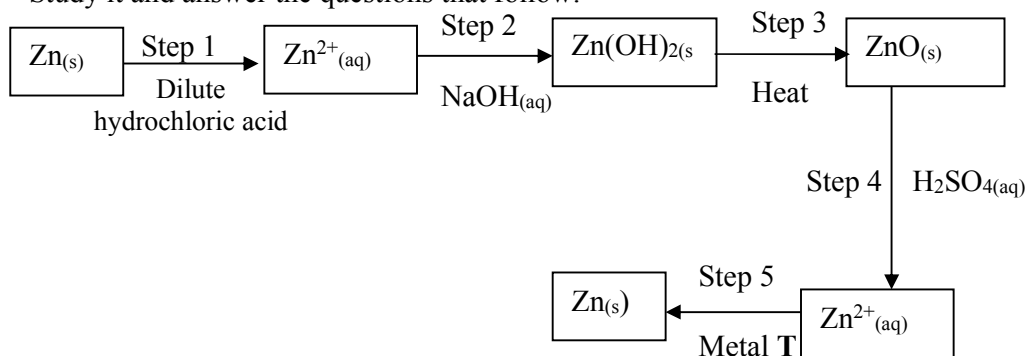 Study it and answer the questions that follow.
Zn(s)
Step 1
Dilute
hydrochloric acid
Zn²⁺(aq)
Step 2
NaOH(aq)
Zn(OH)₂(s
Step 3
Heat
ZnO(s)
Step 4
H₂SO₄(aq)
Zn²⁺(aq)
Step 5
Metal T
Zn(s)